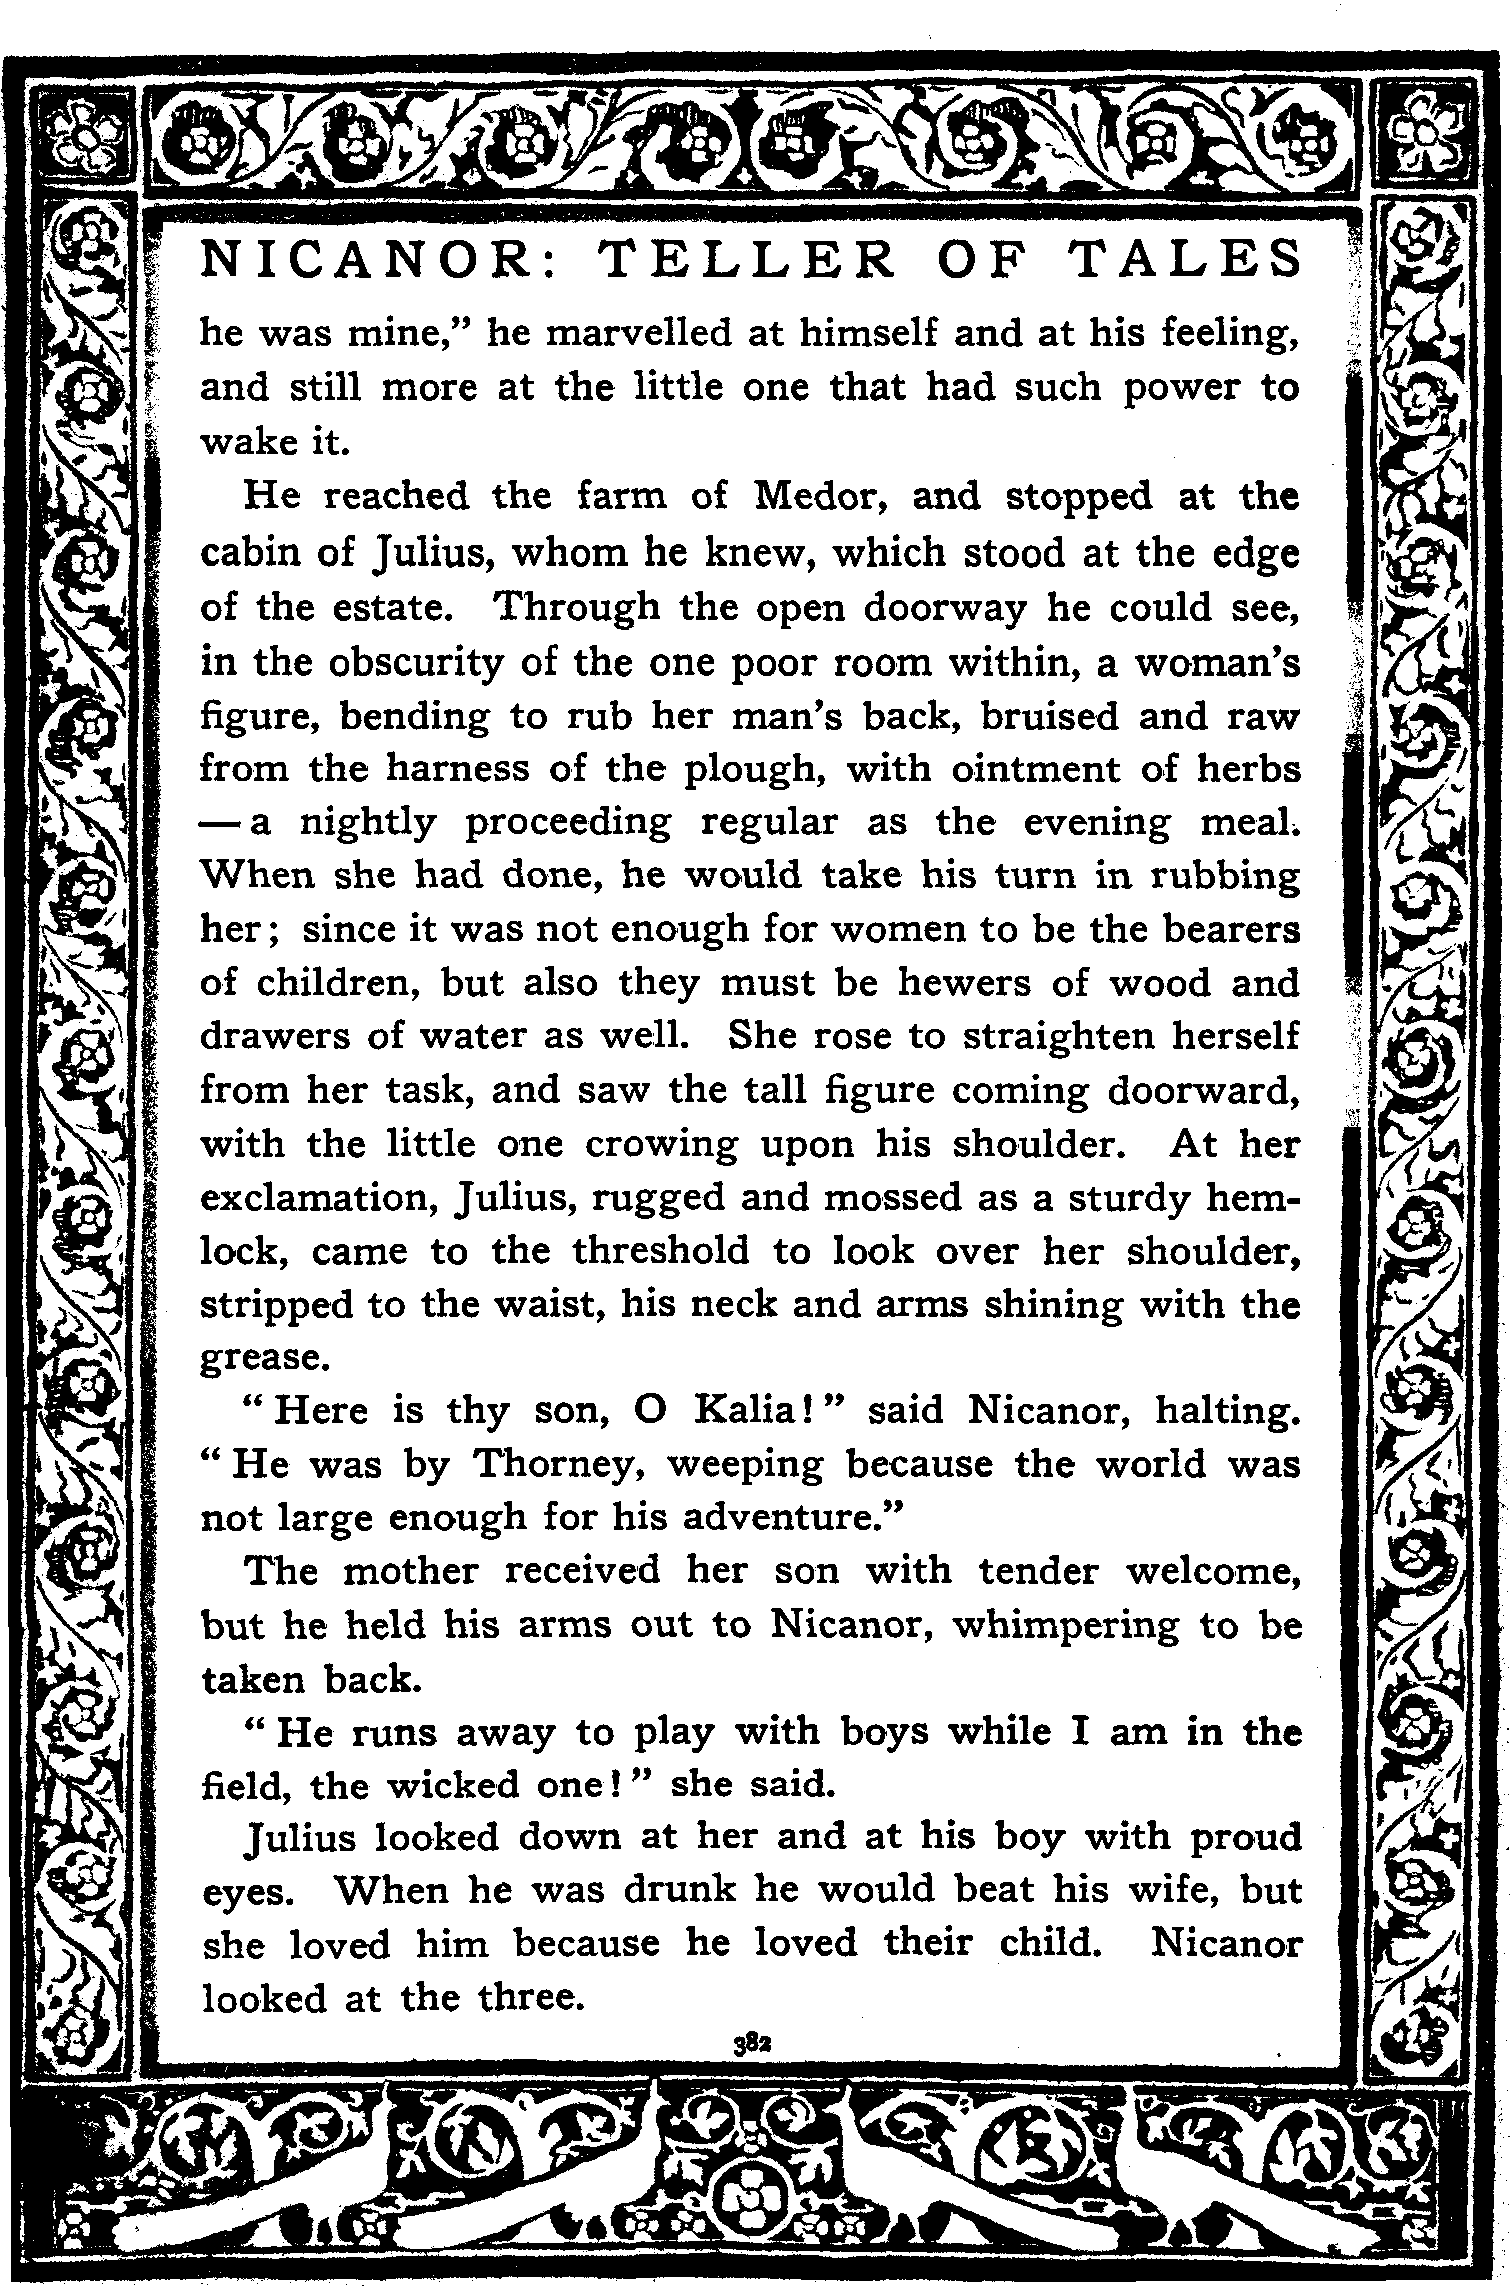 NICANOR: TELLER OF TALES
he was mine,” he marvelled at himself and at his feeling,
and still more at the little one that had such power to
wake it.
He reached the farm of Medor, and stopped at the
cabin of Julius, whom he knew, which stood at the edge
of the estate. Through the open doorway he could see,
in the obscurity of the one poor room within, a woman’s
figure, bending to rub her man’s back, bruised and raw
from the harness of the plough, with ointment of herbs
— a nightly proceeding regular as the evening meal.
When she had done, he would take his turn in rubbing
her; since it was not enough for women to be the bearers
of children, but also they must be hewers of wood and
drawers of water as well. She rose to straighten herself
from her task, and saw the tall figure coming doorward,
with the little one crowing upon his shoulder. At her
exclamation, Julius, rugged and mossed as a sturdy hem-
lock, came to the threshold to look over her shoulder,
stripped to the waist, his neck and arms shining with the
grease.
“ Here is thy son, O Kalia! ” said Nicanor, halting.
“ He was by Thorney, weeping because the world was
not large enough for his adventure.”
The mother received her son with tender welcome,
but he held his arms out to Nicanor, whimpering to be
taken back.
“ He runs away to play with boys while I am in the
field, the wicked one! ” she said.
Julius looked down at her and at his boy with proud
eyes. When he was drunk he would beat his wife, but
she loved him because he loved their child. Nicanor
looked at the three.
382